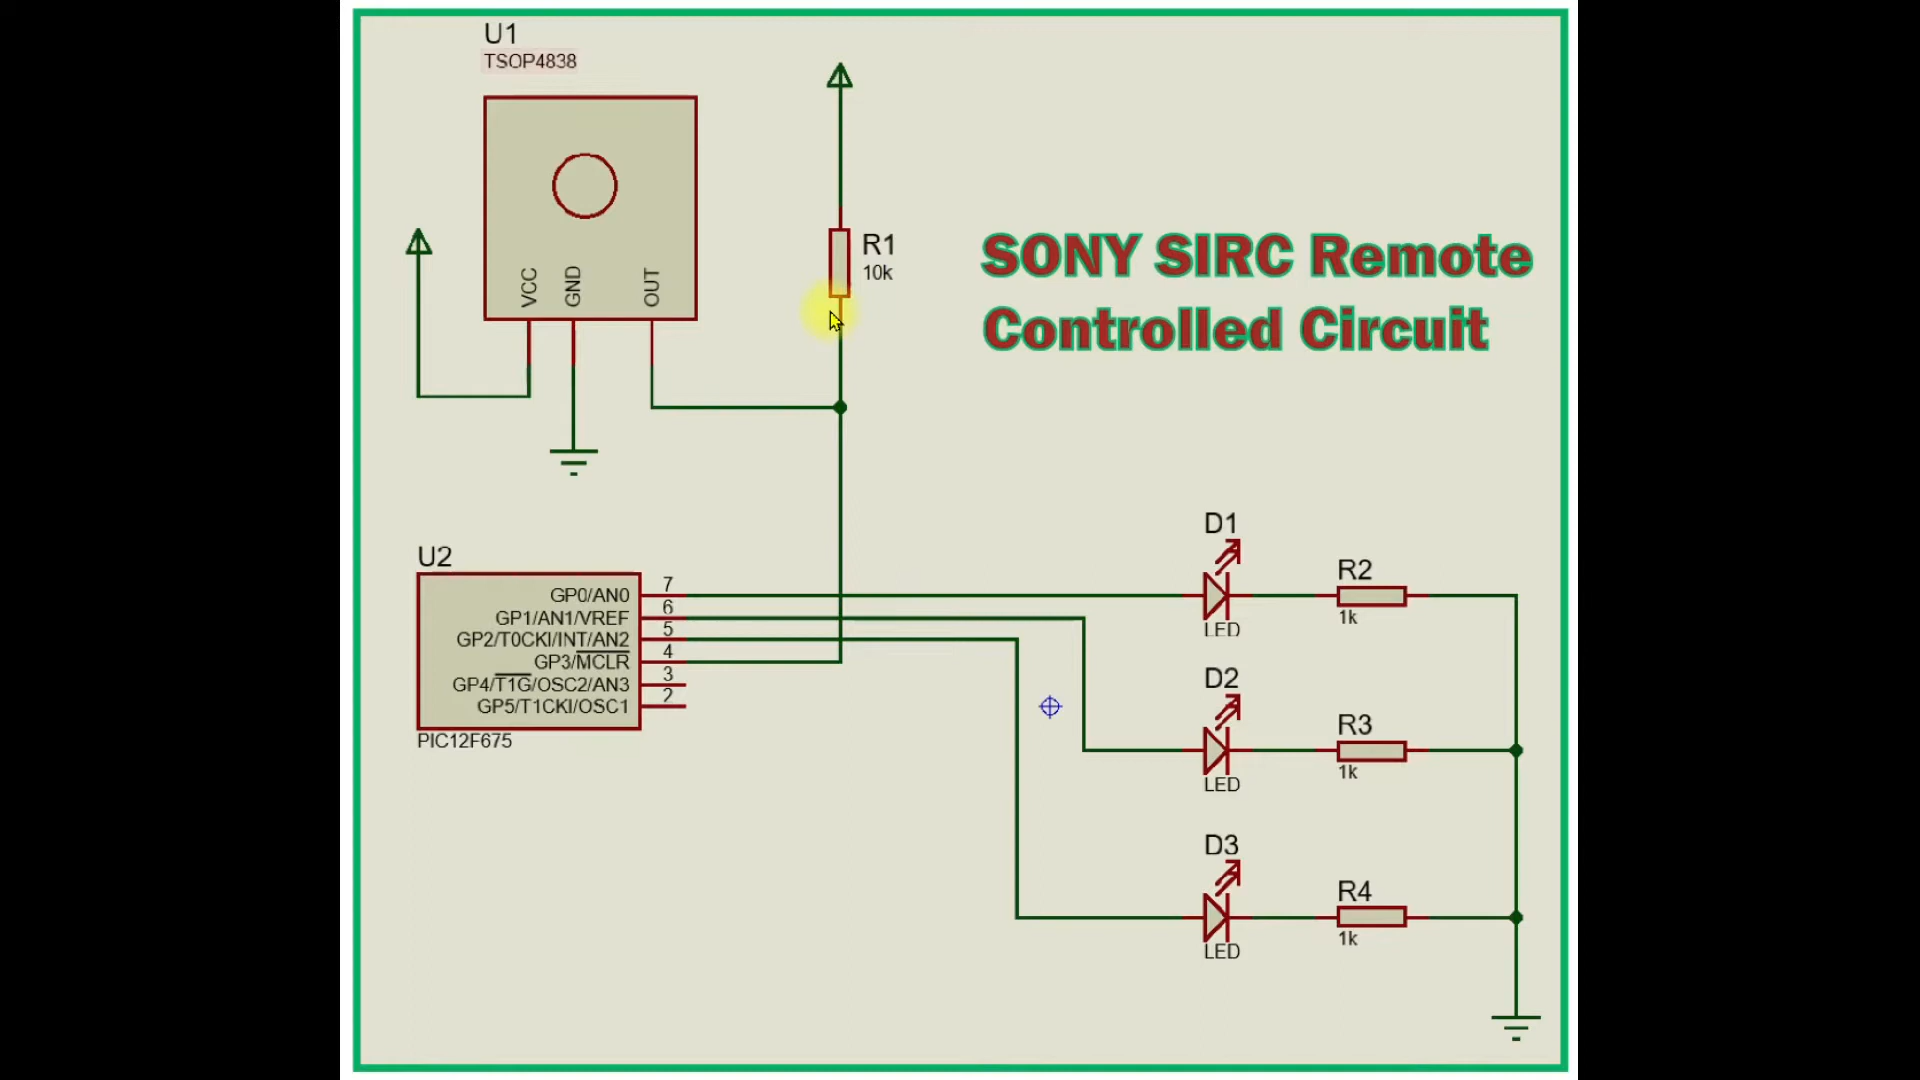 U1
TSOP4838
VCC
GND
OUT
R1
10k
SONY SIRC Remote
Controlled Circuit
U2
GP0/AN0
7
GP1/AN1/VREF
6
GP2/T0CKI/INT/AN2
5
GP3/MCLR
4
GP4/T1G/OSC2/AN3
3
GP5/T1CKI/OSC1
2
PIC12F675
D1
LED
R2
1k
D2
LED
R3
1k
D3
LED
R4
1k